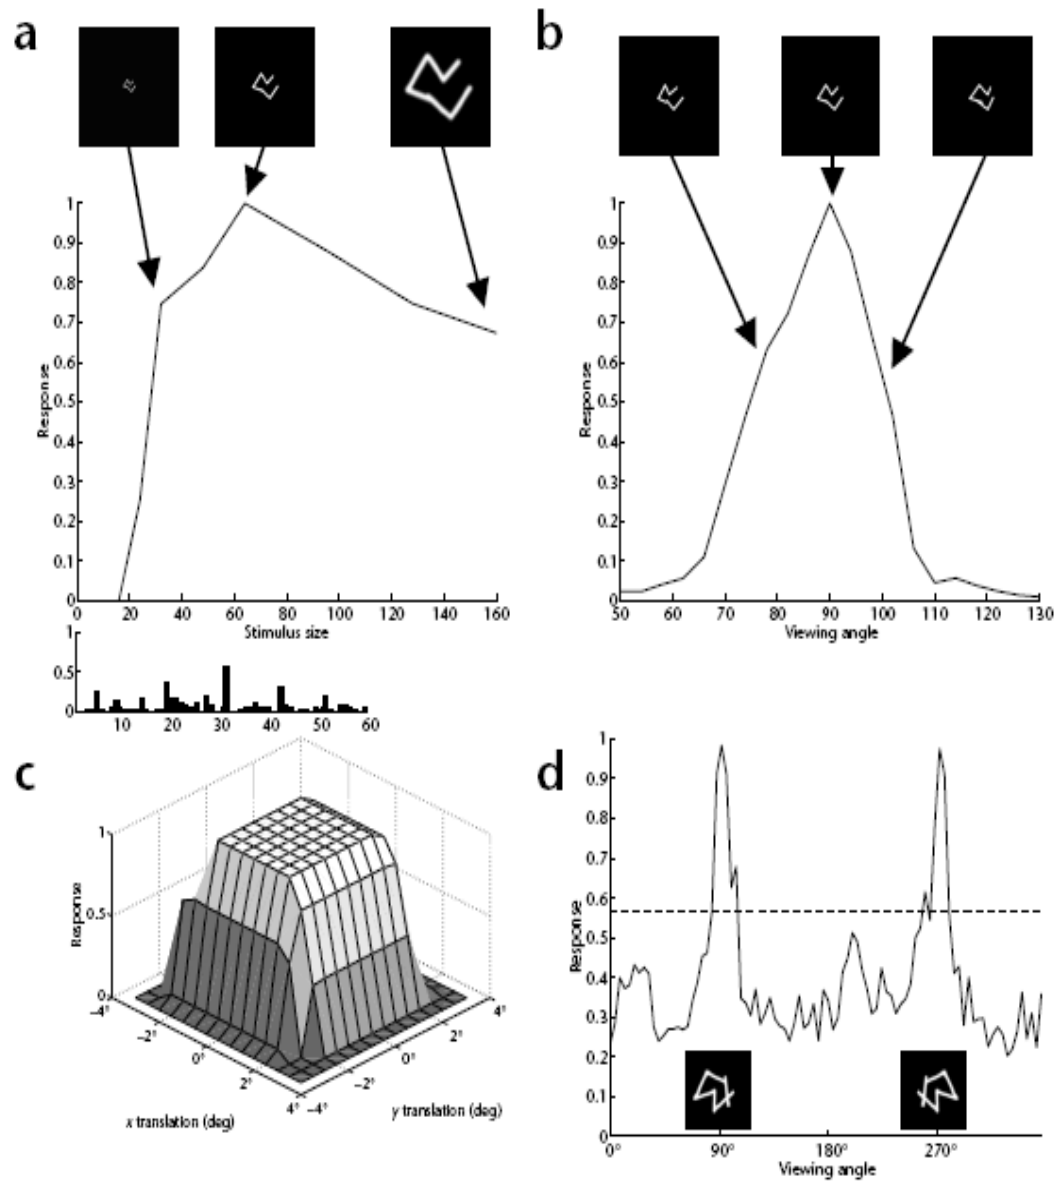 a
1
0.9
0.8
0.7
0.6
0.5
0.4
0.3
0.2
0.1
0
Response
0 20 40 60 80 100 120 140 160
Stimulus size
b
1
0.9
0.8
0.7
0.6
0.5
0.4
0.3
0.2
0.1
0
Response
50 60 70 80 90 100 110 120 130
Viewing angle
1
0.5
0
10 20 30 40 50 60
c
1
0.5
0
Response
-4° -2° 0° 2° 4°
x translation (deg)
-4° -2° 0° 2° 4°
y translation (deg)
d
1
0.9
0.8
0.7
0.6
0.5
0.4
0.3
0.2
0.1
0
Response
0° 90° 180° 270°
Viewing angle